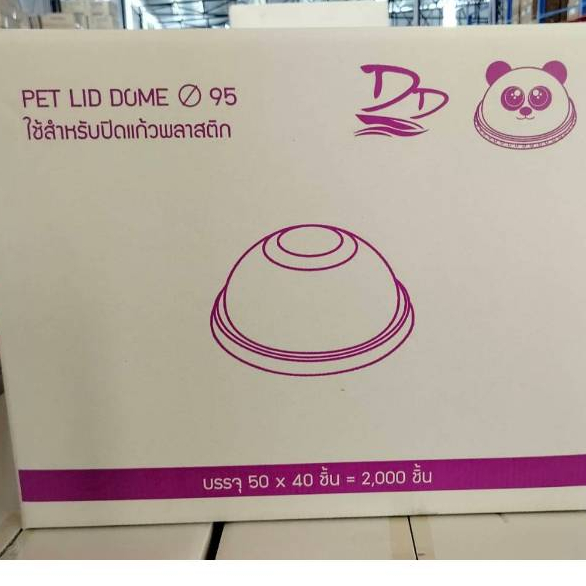 PET LID DOME Ø 95
ใช้สำหรับปิดแก้วพลาสติก
DD
บรรจุ 50 x 40 ชิ้น = 2,000 ชิ้น